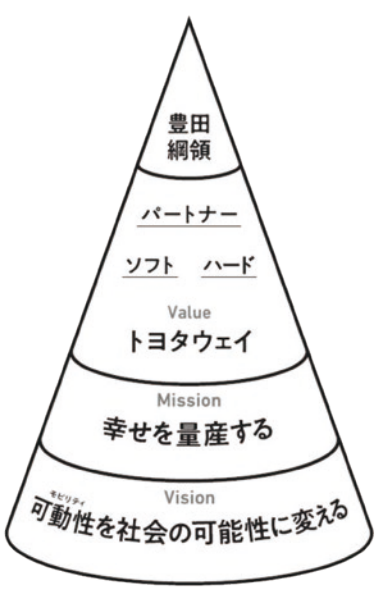 豊田
綱領
パートナー
ソフト ハード
Value
トヨタウェイ
Mission
幸せを量産する
Vision
モビリティ
可動性を社会の可能性に変える